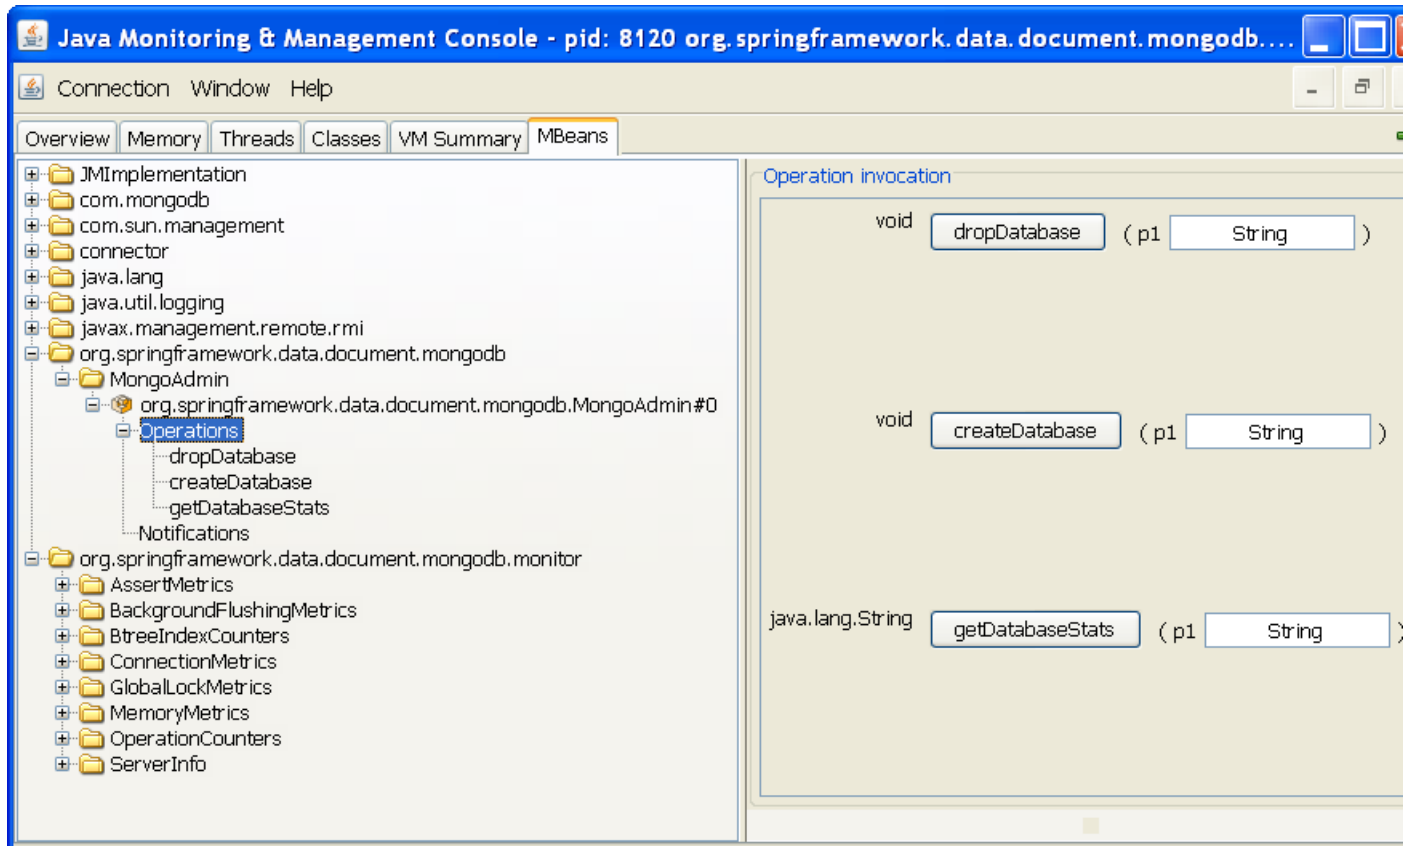 Java Monitoring & Management Console - pid: 8120 org.springframework.data.document.mongodb....
Connection Window Help
Overview Memory Threads Classes VM Summary MBeans
JMImplementation
com.mongodb
com.sun.management
connector
java.lang
java.util.logging
javax.management.remote.rmi
org.springframework.data.document.mongodb
MongoAdmin
org.springframework.data.document.mongodb.MongoAdmin#0
Operations
dropDatabase
createDatabase
getDatabaseStats
Notifications
org.springframework.data.document.mongodb.monitor
AssertMetrics
BackgroundFlushingMetrics
BtreeIndexCounters
ConnectionMetrics
GlobalLockMetrics
MemoryMetrics
OperationCounters
ServerInfo
Operation invocation
void dropDatabase ( p1 String )
void createDatabase ( p1 String )
java.lang.String getDatabaseStats ( p1 String )